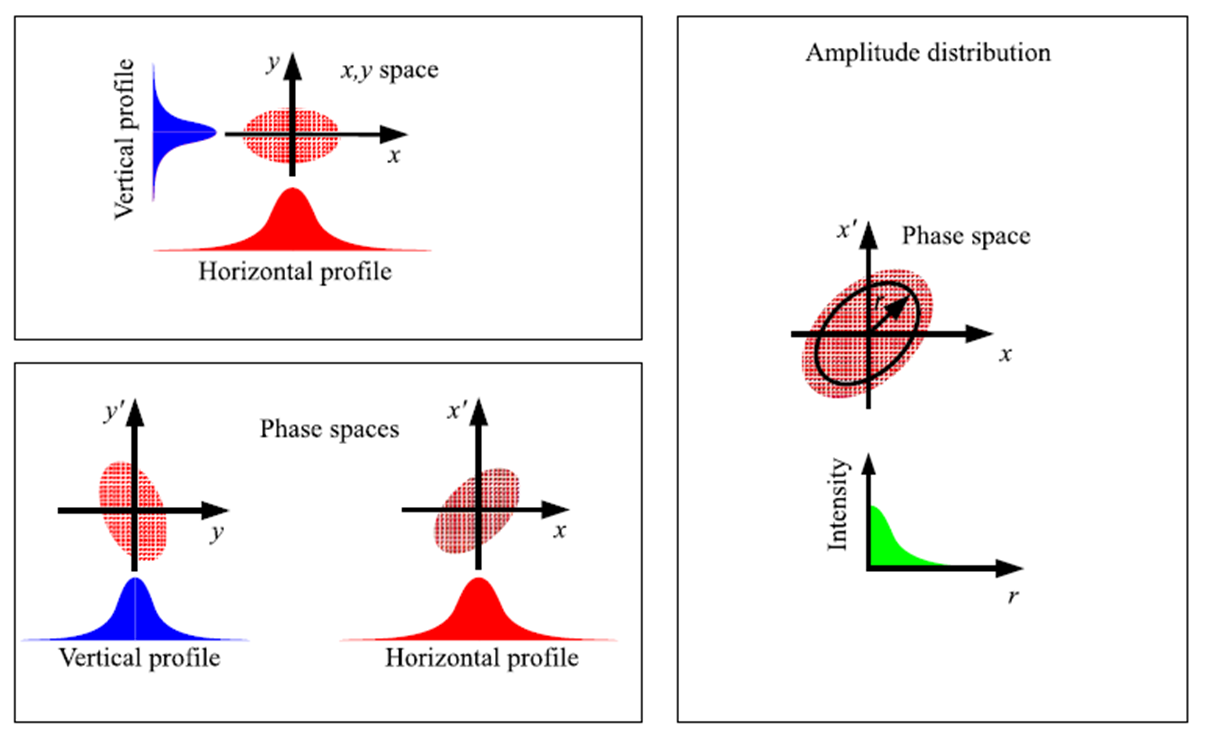 y
x,y space
Vertical profile
x
Horizontal profile
y′
Phase spaces
x′
y
x
Vertical profile
Horizontal profile
Amplitude distribution
x′
Phase space
r
x
Intensity
r